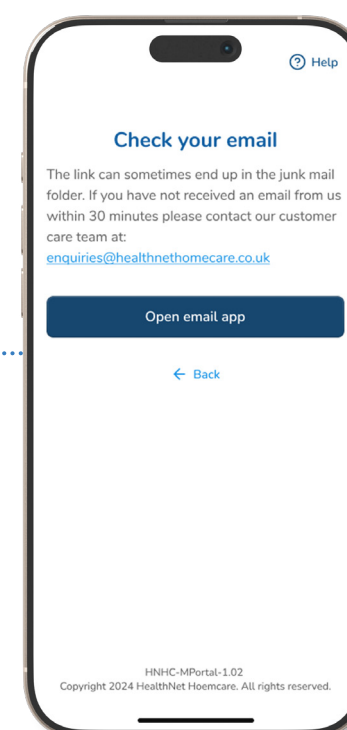 Help
Check your email
The link can sometimes end up in the junk mail
folder. If you have not received an email from us
within 30 minutes please contact our customer
care team at:
enquiries@healthnethomecare.co.uk
Open email app
Back
HNHC-MPortal-1.02
Copyright 2024 HealthNet Hoemcare. All rights reserved.